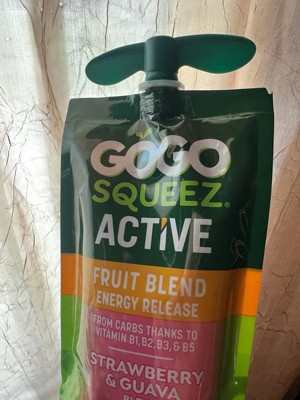 GOGO
SQUEEZ®
ACTIVE
FRUIT BLEND
ENERGY RELEASE
FROM CARBS THANKS TO
VITAMIN B1, B2, B3, & B5
STRAWBERRY
& GUAVA